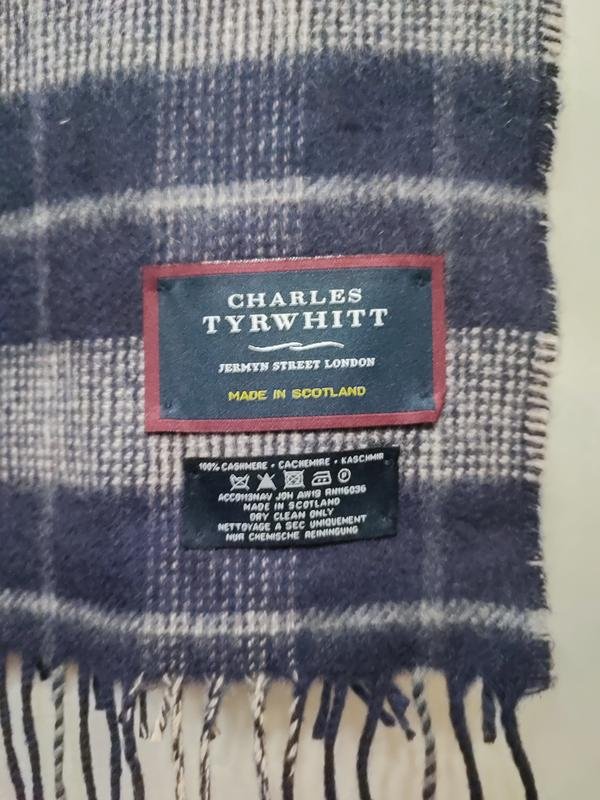 CHARLES
TYRWHITT
JERMYN STREET LONDON
MADE IN SCOTLAND
100% CASHMERE • CACHEMIRE • KASCHMIR
ACC0113NAV JOH AW19 RN116036
MADE IN SCOTLAND
DRY CLEAN ONLY
NETTOYAGE A SEC UNIQUEMENT
NUR CHEMISCHE REININGUNG